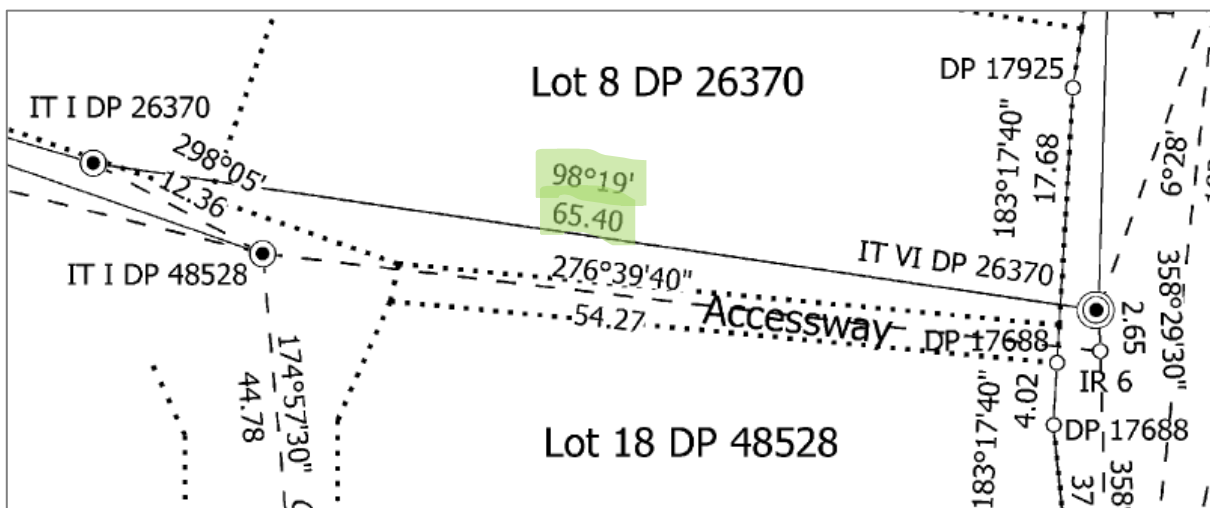 Lot 8 DP 26370
DP 17925
IT I DP 26370
298°05'
12.36
98°19'
65.40
183°17'40"
17.68
6°28'
IT VI DP 26370
IT I DP 48528
276°39'40"
54.27
Accessway
DP 17688
2.65
358°29'30"
IR 6
174°57'30"
44.78
183°17'40"
4.02
DP 17688
Lot 18 DP 48528
37
358